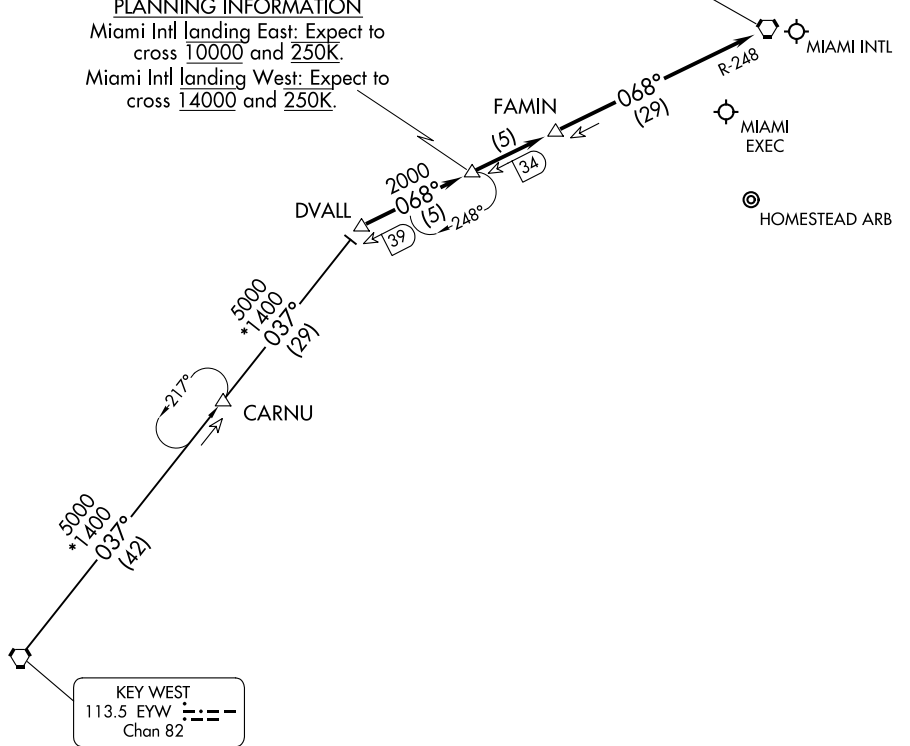 PLANNING INFORMATION
Miami Intl landing East: Expect to
cross 10000 and 250K.
Miami Intl landing West: Expect to
cross 14000 and 250K.
MIAMI INTL
R-248
068°
(29)
FAMIN
MIAMI
EXEC
(5)
34
2000
068°
(5)
248°
HOMESTEAD ARB
DVALL
39
5000
*1400
037°
(29)
217°
CARNU
5000
*1400
037°
(42)
KEY WEST
113.5 EYW
Chan 82